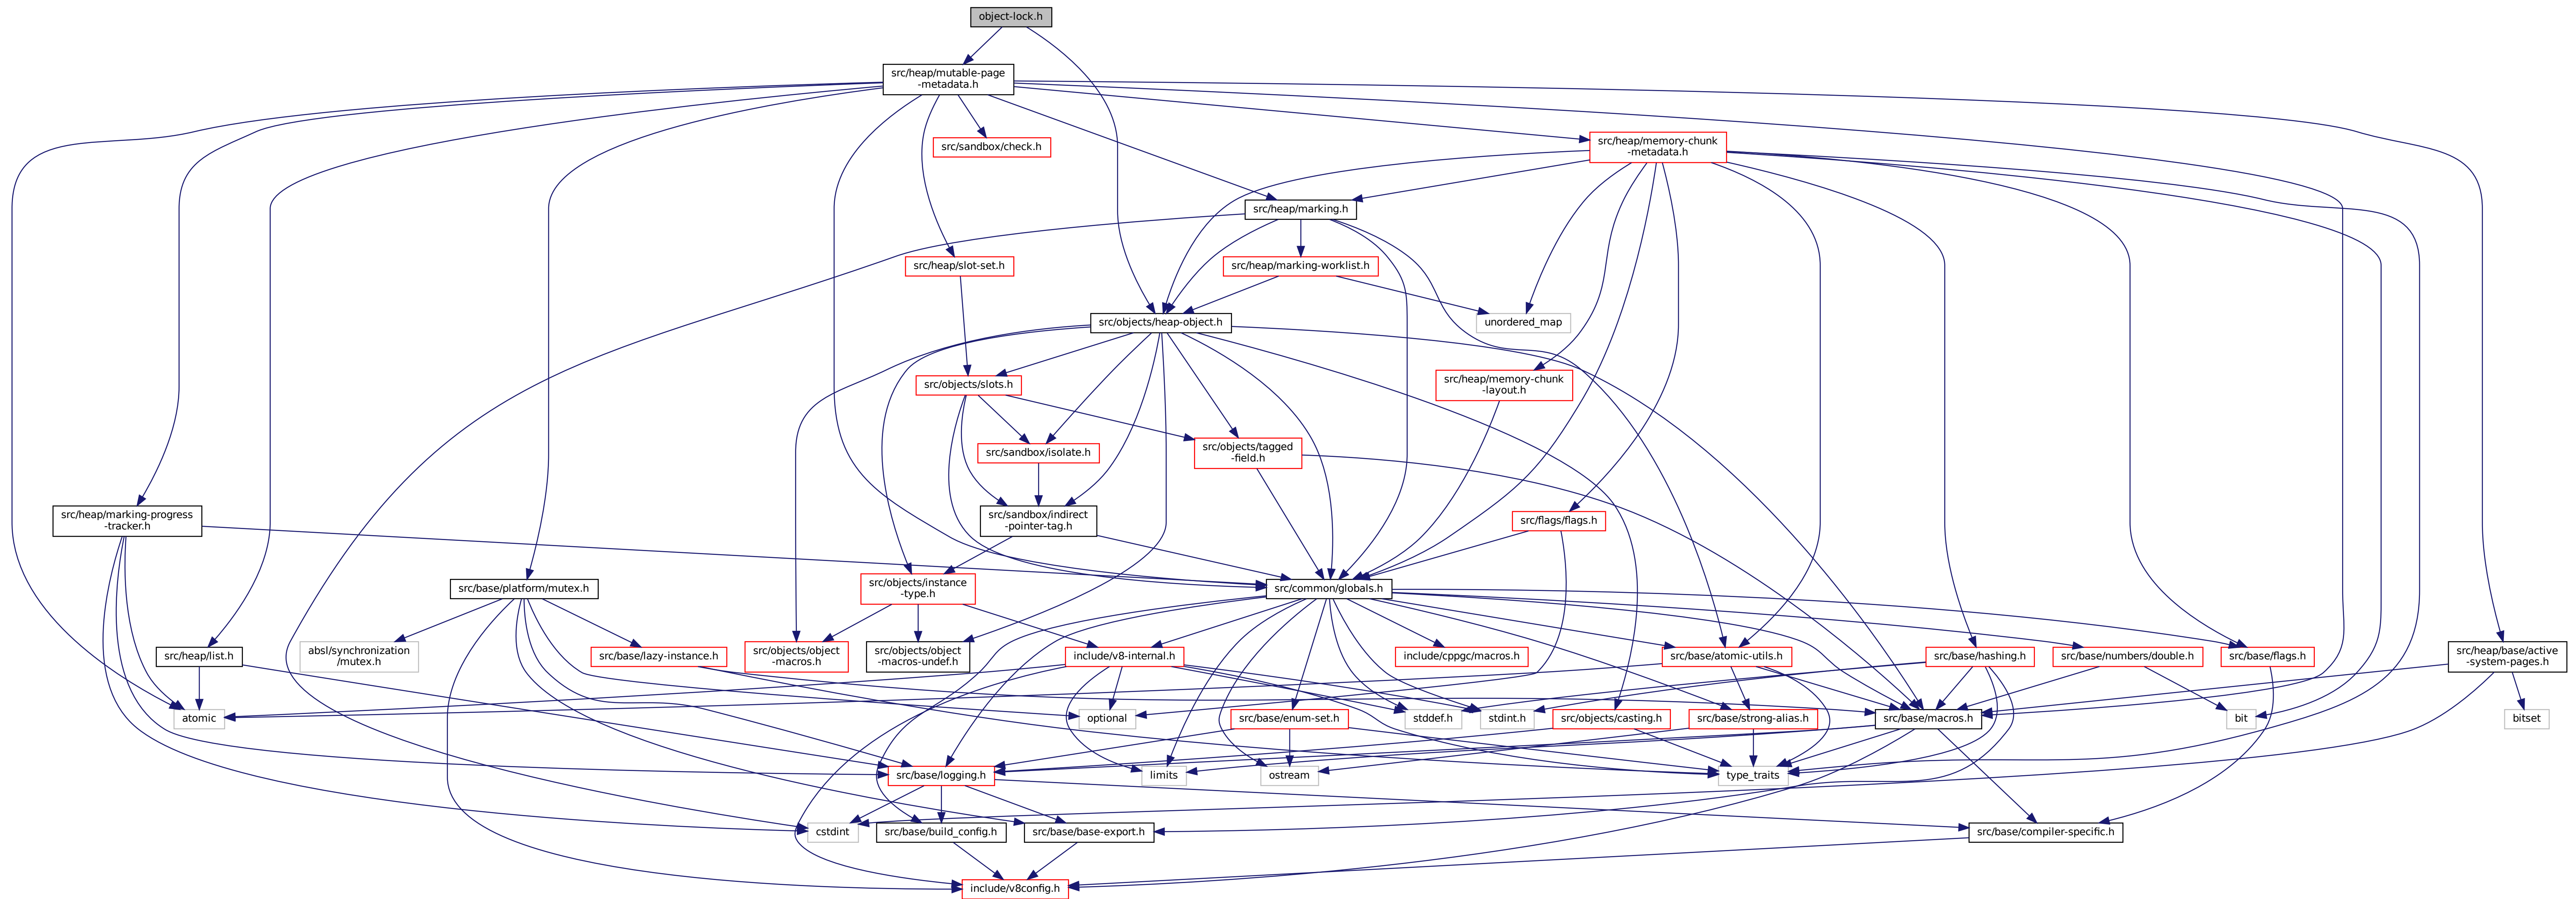 object-lock.h
src/heap/mutable-page
-metadata.h
src/sandbox/check.h
src/heap/memory-chunk
-metadata.h
src/heap/marking.h
src/heap/slot-set.h
src/heap/marking-worklist.h
src/objects/heap-object.h
unordered_map
src/objects/slots.h
src/heap/memory-chunk
-layout.h
src/sandbox/isolate.h
src/objects/tagged
-field.h
src/heap/marking-progress
-tracker.h
src/sandbox/indirect
-pointer-tag.h
src/flags/flags.h
src/base/platform/mutex.h
src/objects/instance
-type.h
src/common/globals.h
absl/synchronization
/mutex.h
src/heap/list.h
src/base/lazy-instance.h
src/objects/object
-macros.h
src/objects/object
-macros-undef.h
include/v8-internal.h
include/cppgc/macros.h
src/base/atomic-utils.h
src/base/hashing.h
src/base/numbers/double.h
src/base/flags.h
src/heap/base/active
-system-pages.h
atomic
optional
src/base/enum-set.h
stddef.h
stdint.h
src/objects/casting.h
src/base/strong-alias.h
src/base/macros.h
bit
bitset
src/base/logging.h
limits
ostream
type_traits
cstdint
src/base/build_config.h
src/base/base-export.h
src/base/compiler-specific.h
include/v8config.h